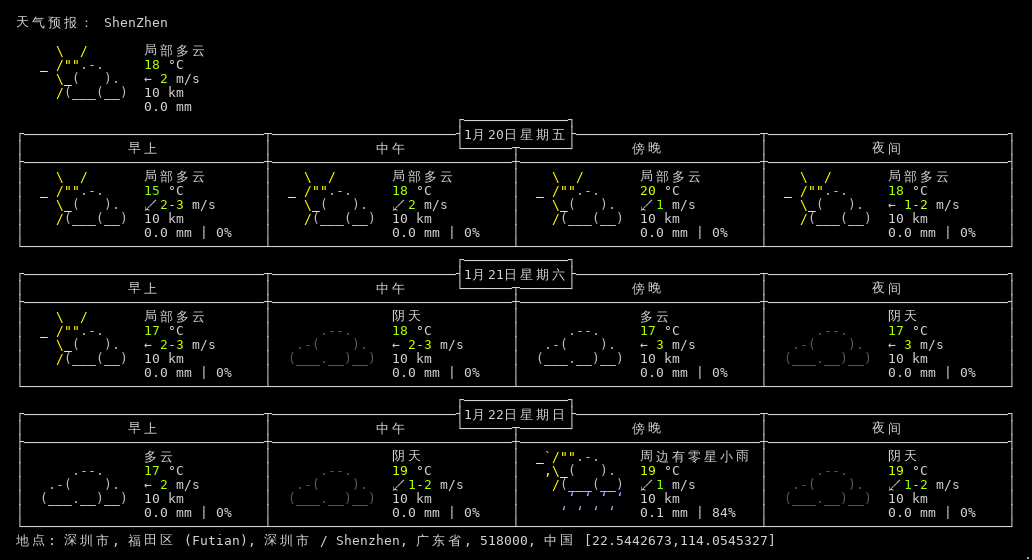 天气预报： ShenZhen
局部多云
18 °C
← 2 m/s
10 km
0.0 mm
1月20日星期五
早上 中午 傍晚 夜间
局部多云 局部多云 局部多云 局部多云
15 °C 18 °C 20 °C 18 °C
↙ 2-3 m/s ↙ 2 m/s ↙ 1 m/s ← 1-2 m/s
10 km 10 km 10 km 10 km
0.0 mm | 0% 0.0 mm | 0% 0.0 mm | 0% 0.0 mm | 0%
1月21日星期六
早上 中午 傍晚 夜间
局部多云 阴天 多云 阴天
17 °C 18 °C 17 °C 17 °C
← 2-3 m/s ← 2-3 m/s ← 3 m/s ← 3 m/s
10 km 10 km 10 km 10 km
0.0 mm | 0% 0.0 mm | 0% 0.0 mm | 0% 0.0 mm | 0%
1月22日星期日
早上 中午 傍晚 夜间
多云 阴天 周边有零星小雨 阴天
17 °C 19 °C 19 °C 19 °C
← 2 m/s ↙ 1-2 m/s ↙ 1 m/s ↙ 1-2 m/s
10 km 10 km 10 km 10 km
0.0 mm | 0% 0.0 mm | 0% 0.1 mm | 84% 0.0 mm | 0%
地点: 深圳市, 福田区 (Futian), 深圳市 / Shenzhen, 广东省, 518000, 中国 [22.5442673,114.0545327]